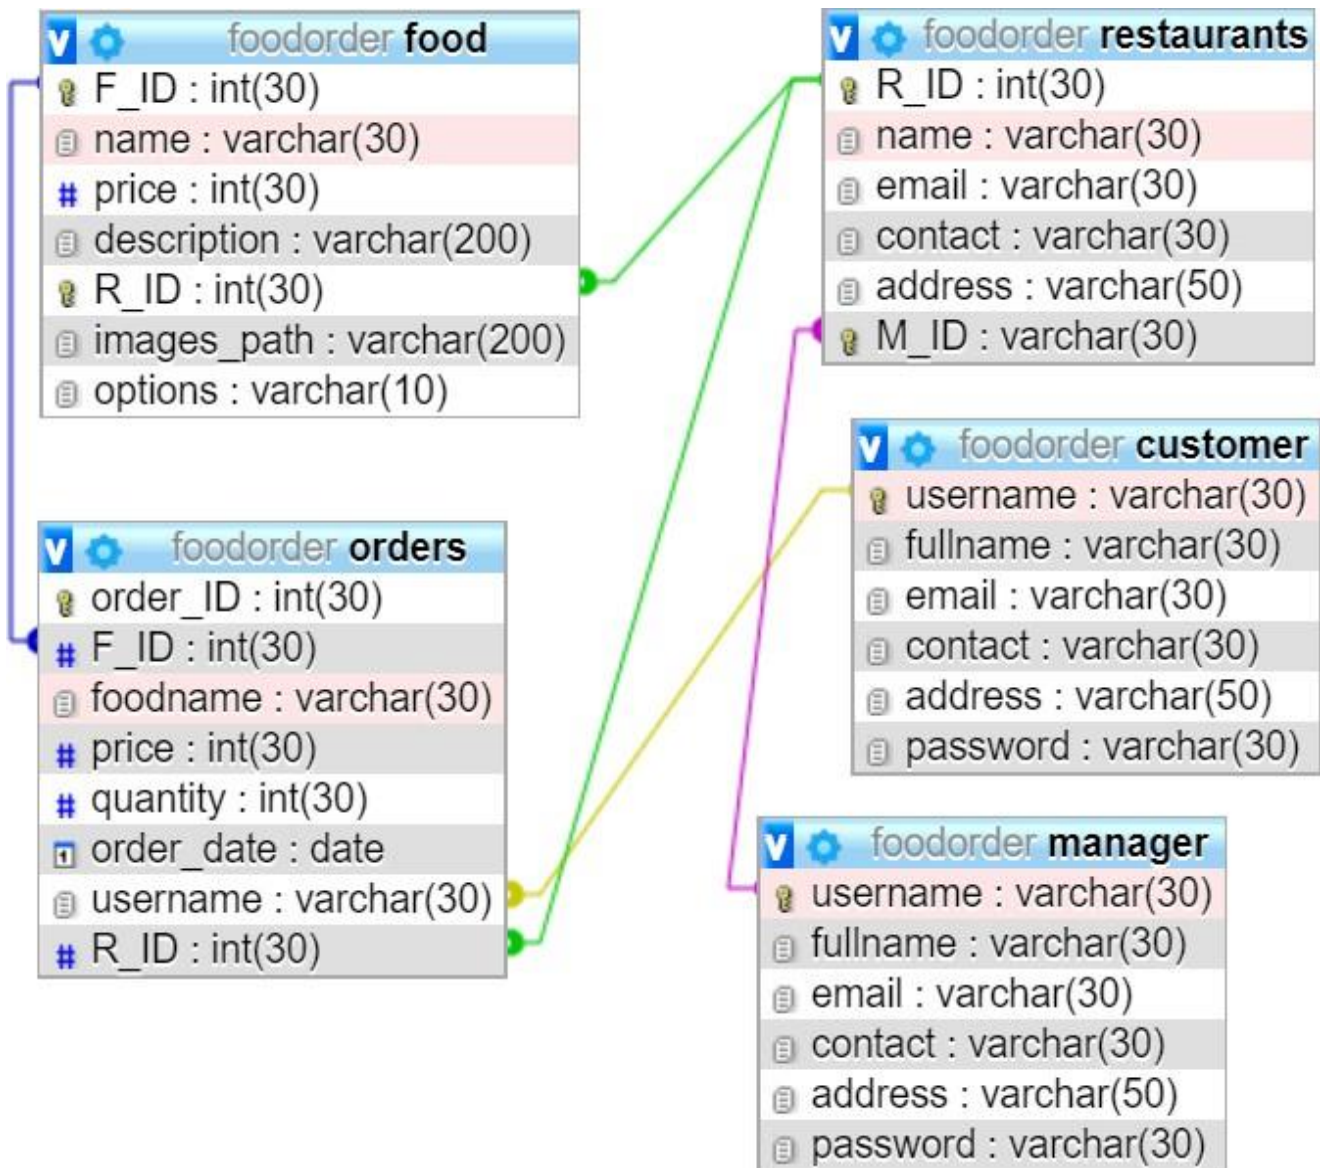 foodorder food
F_ID : int(30)
name : varchar(30)
# price : int(30)
description : varchar(200)
R_ID : int(30)
images_path : varchar(200)
options : varchar(10)
foodorder restaurants
R_ID : int(30)
name : varchar(30)
email : varchar(30)
contact : varchar(30)
address : varchar(50)
M_ID : varchar(30)
foodorder customer
username : varchar(30)
fullname : varchar(30)
email : varchar(30)
contact : varchar(30)
address : varchar(50)
password : varchar(30)
foodorder orders
order_ID : int(30)
# F_ID : int(30)
foodname : varchar(30)
# price : int(30)
# quantity : int(30)
order_date : date
username : varchar(30)
# R_ID : int(30)
foodorder manager
username : varchar(30)
fullname : varchar(30)
email : varchar(30)
contact : varchar(30)
address : varchar(50)
password : varchar(30)